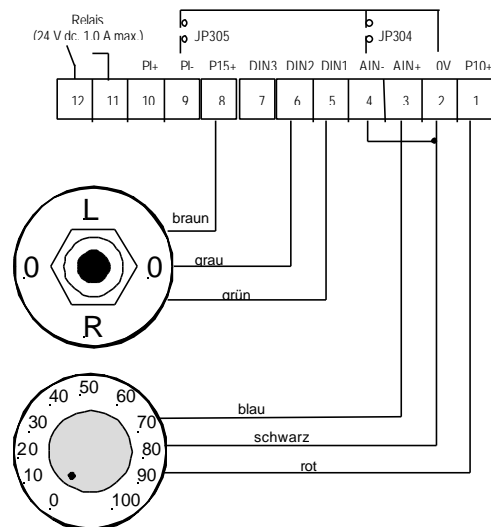 Relais
(24 V dc, 1.0 A max.)
JP305
JP304
PI+ PI- P15+ DIN3 DIN2 DIN1 AIN- AIN+ 0V P10+
12 11 10 9 8 7 6 5 4 3 2 1
L
braun
0 0
grau
grün
R
50
40 60
30 70
blau
20 80
schwarz
10 90
rot
0 100